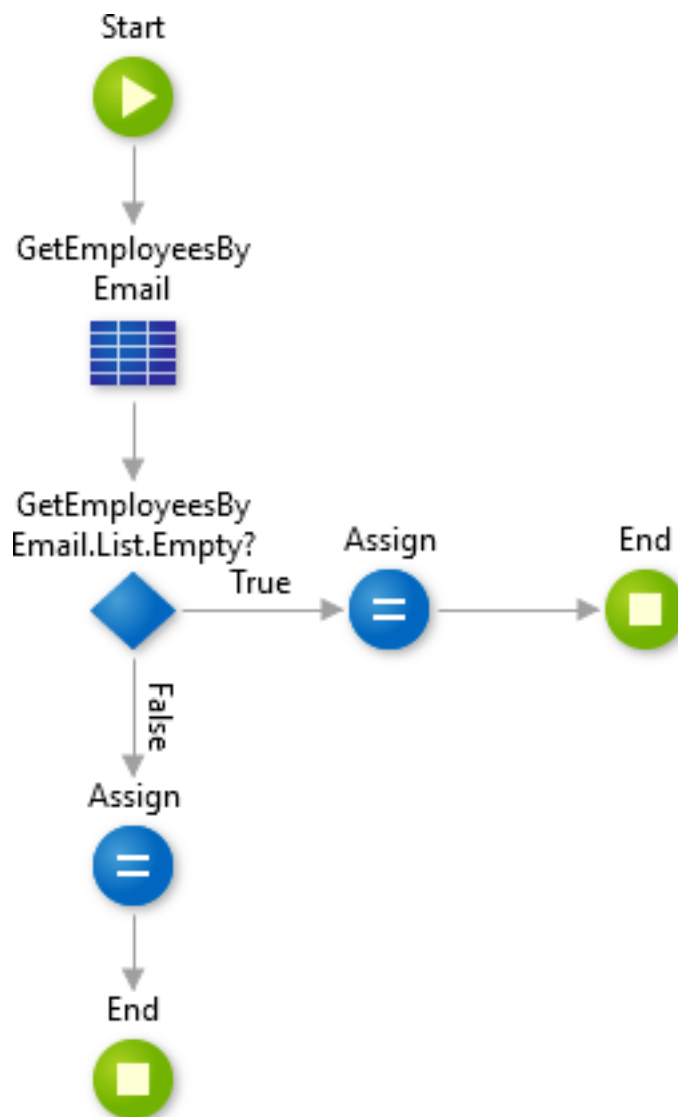 Start
GetEmployeesBy
Email
GetEmployeesBy
Email.List.Empty?
True
Assign
End
False
Assign
End